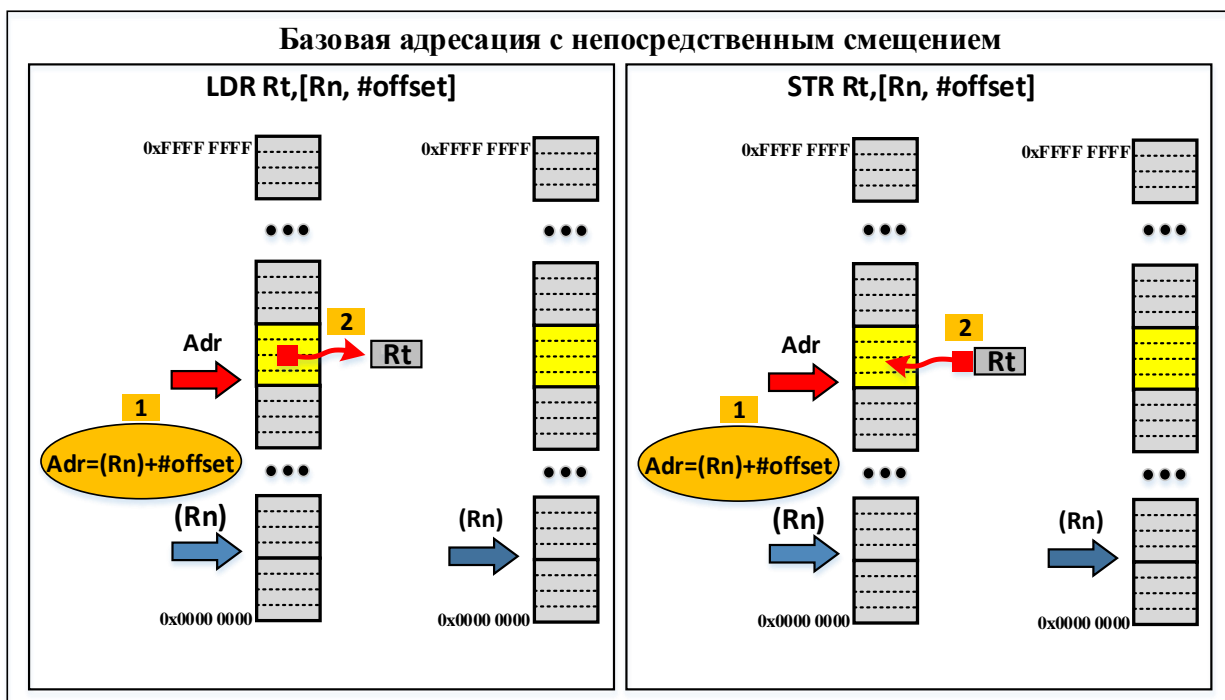 Базовая адресация с непосредственным смещением
LDR Rt,[Rn, #offset]
0xFFFF FFFF
0xFFFF FFFF
2
Adr
Rt
1
Adr=(Rn)+#offset
(Rn)
(Rn)
0x0000 0000
0x0000 0000
STR Rt,[Rn, #offset]
0xFFFF FFFF
0xFFFF FFFF
2
Adr
Rt
1
Adr=(Rn)+#offset
(Rn)
(Rn)
0x0000 0000
0x0000 0000